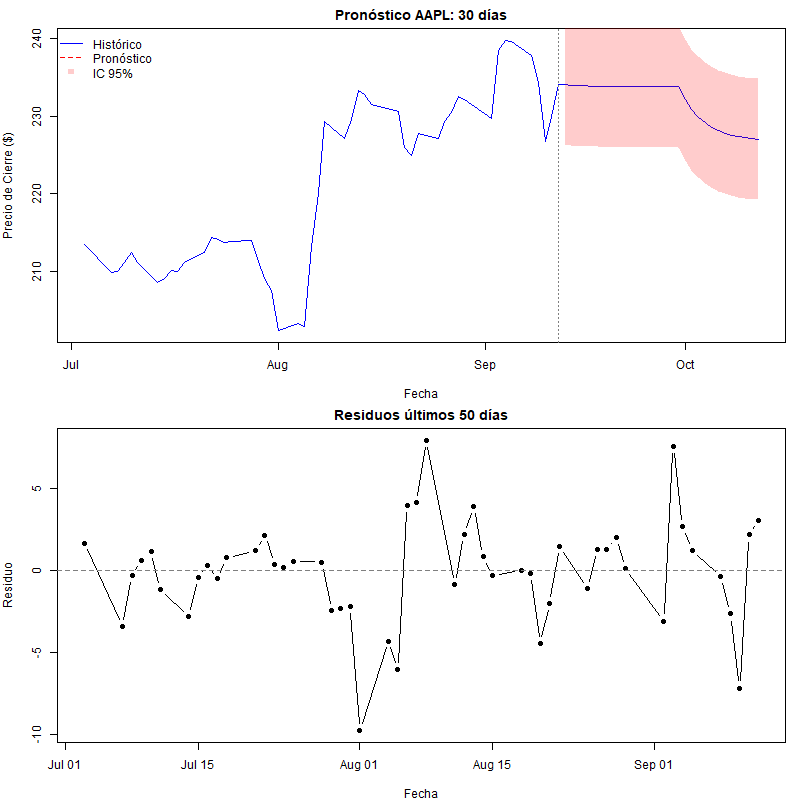 Pronóstico AAPL: 30 días
Histórico
Pronóstico
IC 95%
Precio de Cierre ($)
240
230
220
210
Jul
Aug
Sep
Oct
Fecha
Residuos últimos 50 días
Residuo
5
0
-5
-10
Jul 01
Jul 15
Aug 01
Aug 15
Sep 01
Fecha